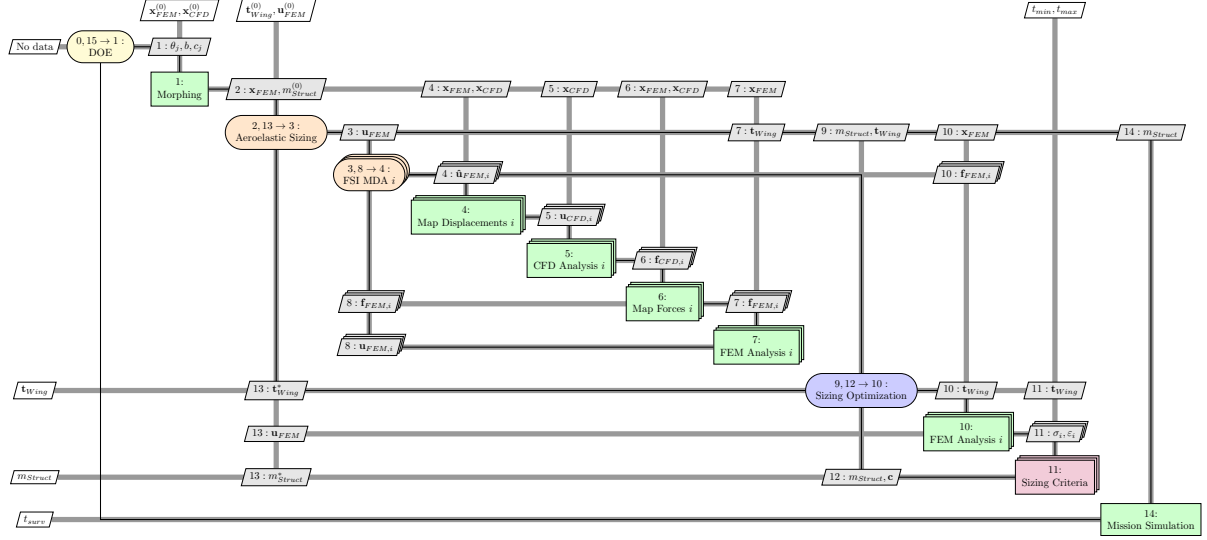 𝐱_{FEM}^{(0)}, 𝐱_{CFD}^{(0)}
𝐭_{Wing}^{(0)}, 𝐮_{FEM}^{(0)}
t_{min}, t_{max}
No data
0, 15 → 1 :
DOE
1 : θ_j, b, c_j
1:
Morphing
2 : 𝐱_{FEM}, m_{Struct}^{(0)}
4 : 𝐱_{FEM}, 𝐱_{CFD}
5 : 𝐱_{CFD}
6 : 𝐱_{FEM}, 𝐱_{CFD}
7 : 𝐱_{FEM}
2, 13 → 3 :
Aeroelastic Sizing
3 : 𝐮_{FEM}
7 : 𝐭_{Wing}
9 : m_{Struct}, 𝐭_{Wing}
10 : 𝐱_{FEM}
14 : m_{Struct}
3, 8 → 4 :
FSI MDA i
4 : 𝐮̂_{FEM,i}
10 : 𝐟_{FEM,i}
4:
Map Displacements i
5 : 𝐮_{CFD,i}
5:
CFD Analysis i
6 : 𝐟_{CFD,i}
8 : 𝐟_{FEM,i}
6:
Map Forces i
7 : 𝐟_{FEM,i}
8 : 𝐮_{FEM,i}
7:
FEM Analysis i
𝐭_{Wing}
13 : 𝐭*_{Wing}
9, 12 → 10 :
Sizing Optimization
10 : 𝐭_{Wing}
11 : 𝐭_{Wing}
13 : 𝐮_{FEM}
10:
FEM Analysis i
11 : σ_i, ε_i
m_{Struct}
13 : m*_{Struct}
12 : m_{Struct}, 𝐜
11:
Sizing Criteria
t_{surv}
14:
Mission Simulation